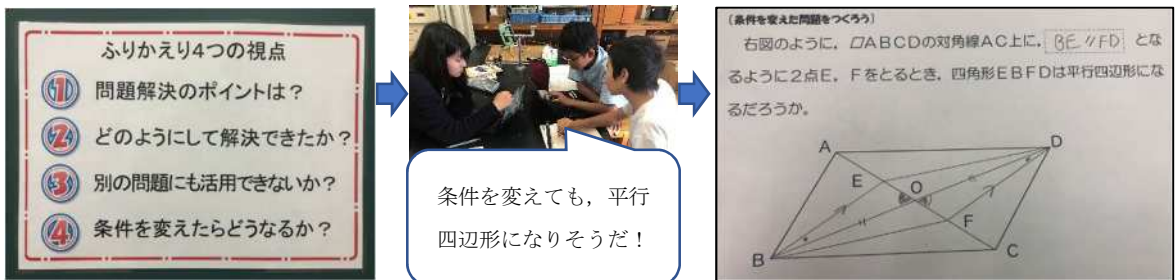 ふりかえり4つの視点
① 問題解決のポイントは?
② どのようにして解決できたか?
③ 別の問題にも活用できないか?
④ 条件を変えたらどうなるか?
条件を変えても,平行
四辺形になりそうだ!
〔条件を変えた問題をつくろう〕
右図のように,▱ABCDの対角線AC上に, BE//FD とな
るように2点E,Fをとるとき,四角形EBFDは平行四辺形にな
るだろうか。
A
D
E
O
F
B
C